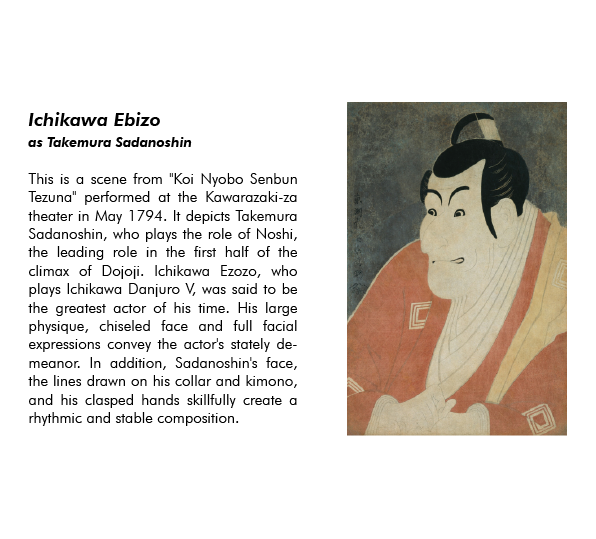 Ichikawa Ebizo
as Takemura Sadanoshin
This is a scene from "Koi Nyobo Senbun
Tezuna" performed at the Kawarazaki-za
theater in May 1794. It depicts Takemura
Sadanoshin, who plays the role of Noshi,
the leading role in the first half of the
climax of Dojoji. Ichikawa Ezozo, who
plays Ichikawa Danjuro V, was said to be
the greatest actor of his time. His large
physique, chiseled face and full facial
expressions convey the actor's stately de-
meanor. In addition, Sadanoshin's face,
the lines drawn on his collar and kimono,
and his clasped hands skillfully create a
rhythmic and stable composition.